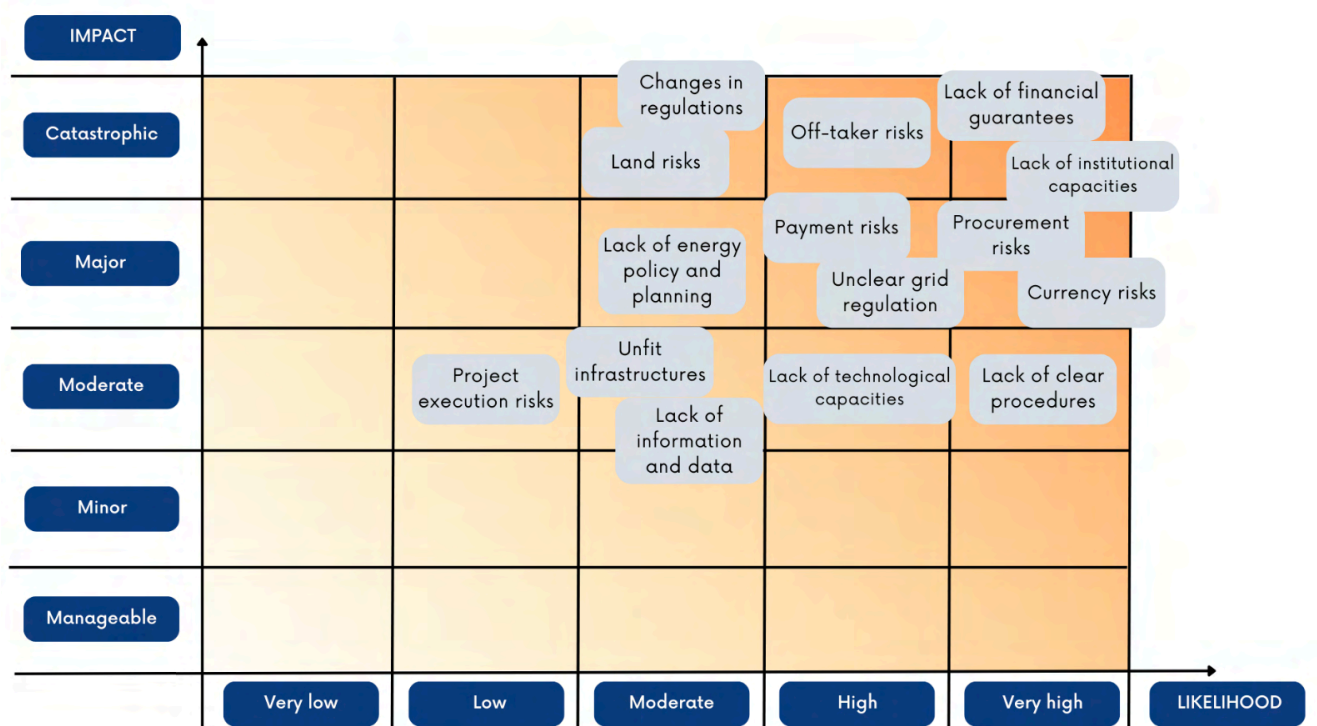 IMPACT
Changes in
regulations
Lack of financial
guarantees
Catastrophic
Off-taker risks
Land risks
Lack of institutional
capacities
Payment risks
Procurement
risks
Major
Lack of energy
policy and
planning
Unclear grid
regulation
Currency risks
Unfit
infrastructures
Moderate
Project
execution risks
Lack of technological
capacities
Lack of clear
procedures
Lack of
information
and data
Minor
Manageable
Very low
Low
Moderate
High
Very high
LIKELIHOOD